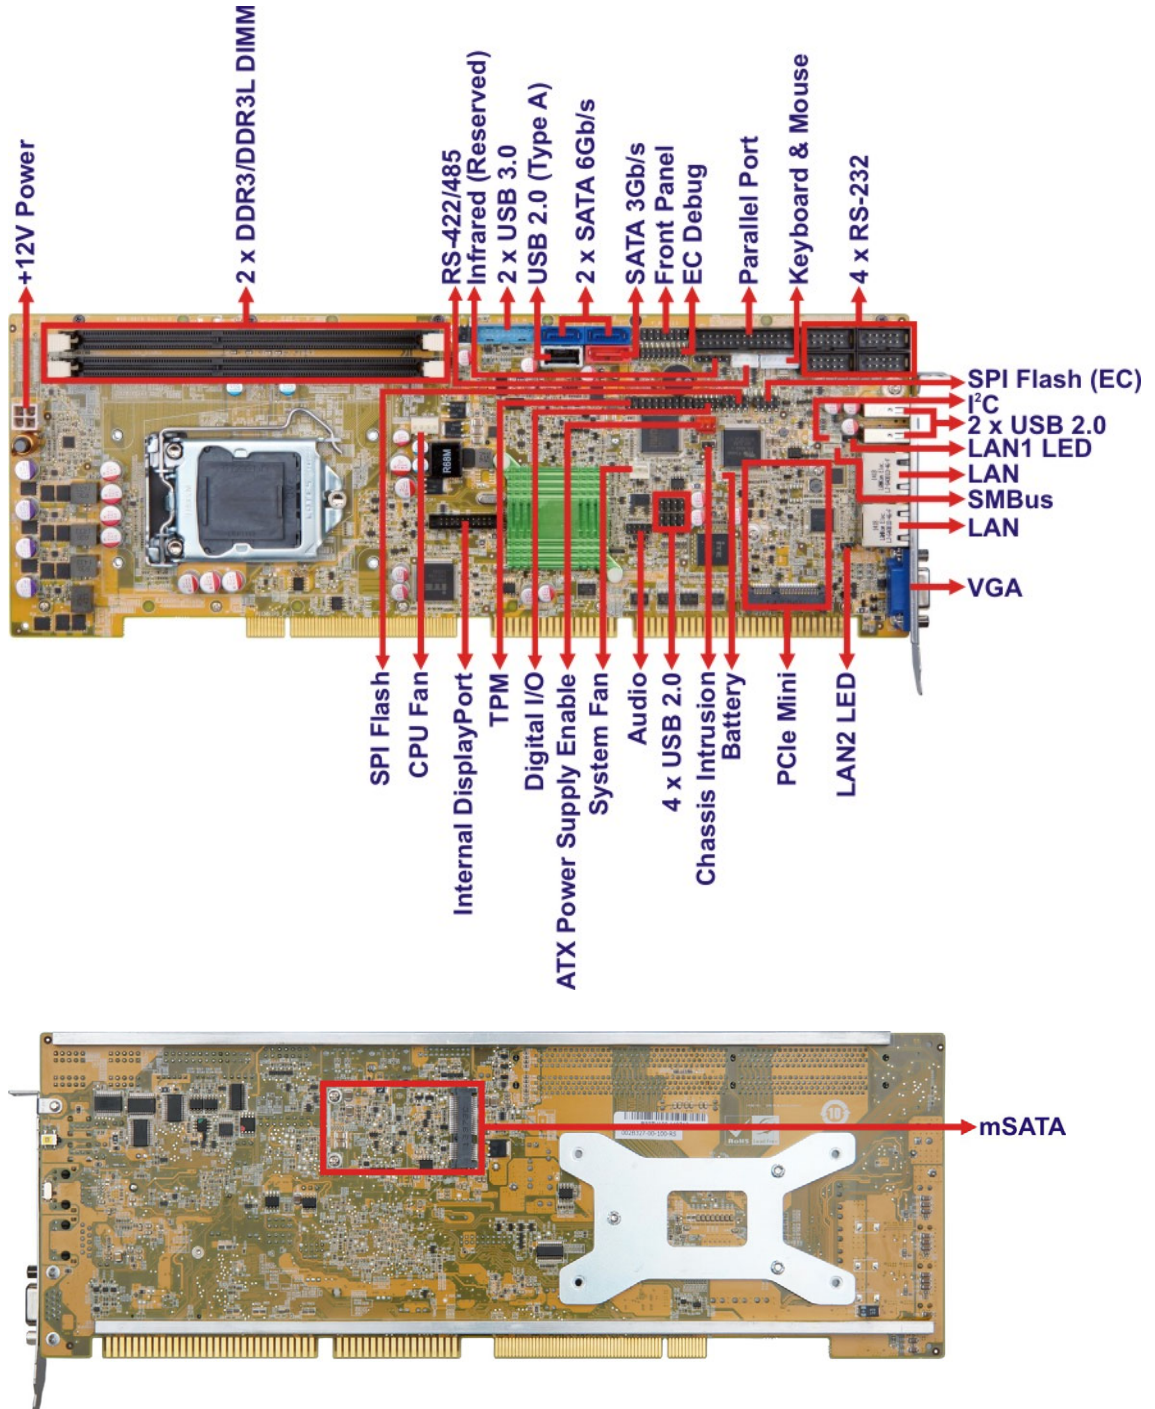 +12V Power
2 x DDR3/DDR3L DIMM
RS-422/485
Infrared (Reserved)
2 x USB 3.0
USB 2.0 (Type A)
2 x SATA 6Gb/s
SATA 3Gb/s
Front Panel
EC Debug
Parallel Port
Keyboard & Mouse
4 x RS-232
SPI Flash (EC)
I²C
2 x USB 2.0
LAN1 LED
LAN
SMBus
LAN
VGA
R68M
SPI Flash
CPU Fan
Internal DisplayPort
TPM
Digital I/O
ATX Power Supply Enable
System Fan
Audio
4 x USB 2.0
Chassis Intrusion
Battery
PCIe Mini
LAN2 LED
mSATA
RoHS